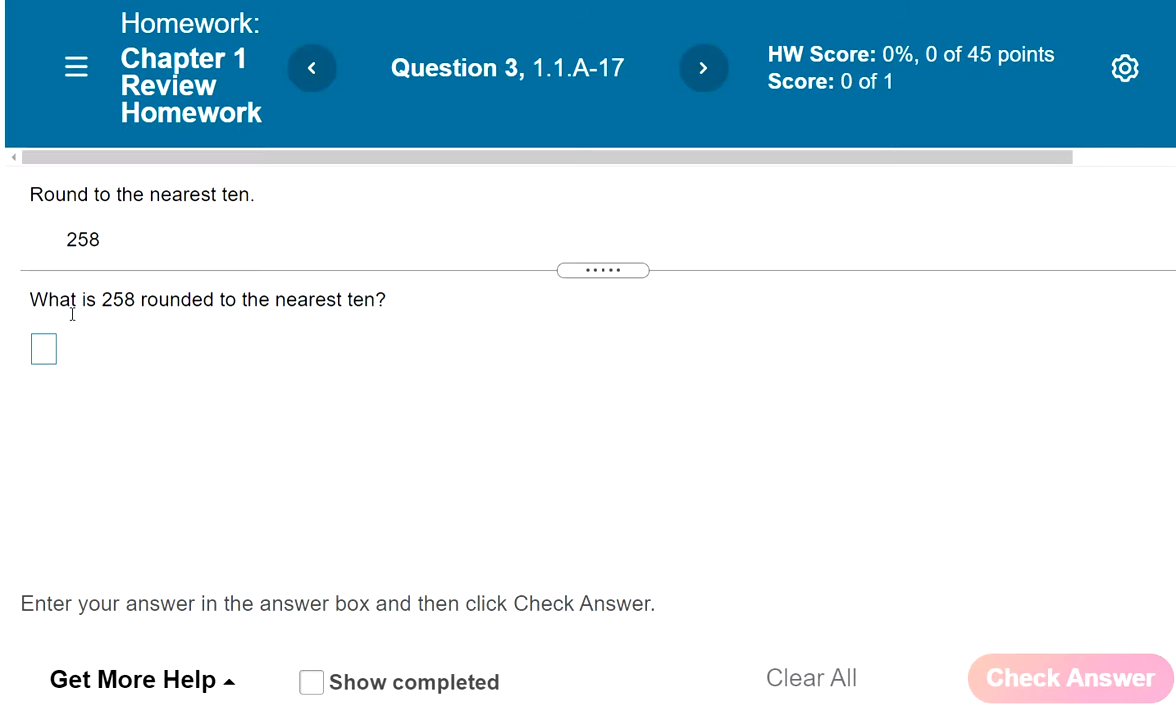 Homework:
Chapter 1
Review
Homework
Question 3, 1.1.A-17
HW Score: 0%, 0 of 45 points
Score: 0 of 1
Round to the nearest ten.
258
What is 258 rounded to the nearest ten?
Enter your answer in the answer box and then click Check Answer.
Get More Help
Show completed
Clear All
Check Answer